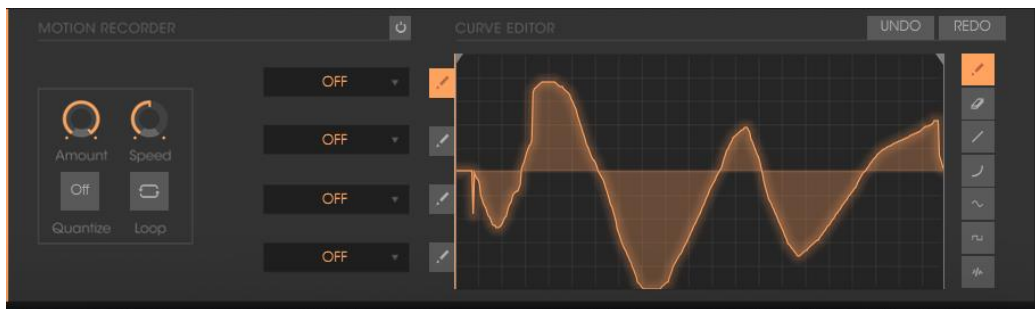 MOTION RECORDER
CURVE EDITOR
UNDO
REDO
OFF
OFF
OFF
OFF
Amount
Speed
Off
Quantize
Loop